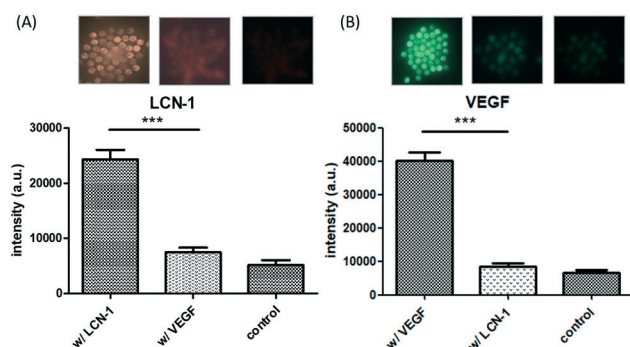 (A)
LCN-1
***
30000
20000
10000
0
intensity (a.u.)
w/ LCN-1
w/ VEGF
control
(B)
VEGF
***
50000
40000
30000
20000
10000
0
intensity (a.u.)
w/ VEGF
w/ LCN-1
control